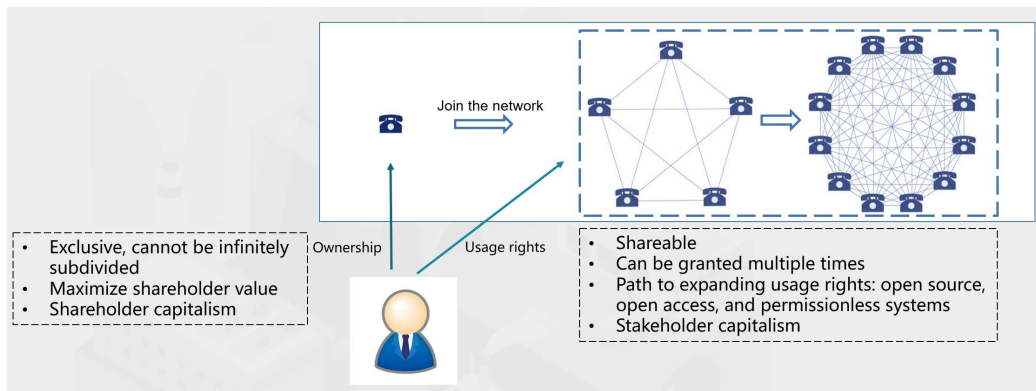 Join the network
Ownership
Usage rights
• Exclusive, cannot be infinitely
subdivided
• Maximize shareholder value
• Shareholder capitalism
• Shareable
• Can be granted multiple times
• Path to expanding usage rights: open source,
open access, and permissionless systems
• Stakeholder capitalism